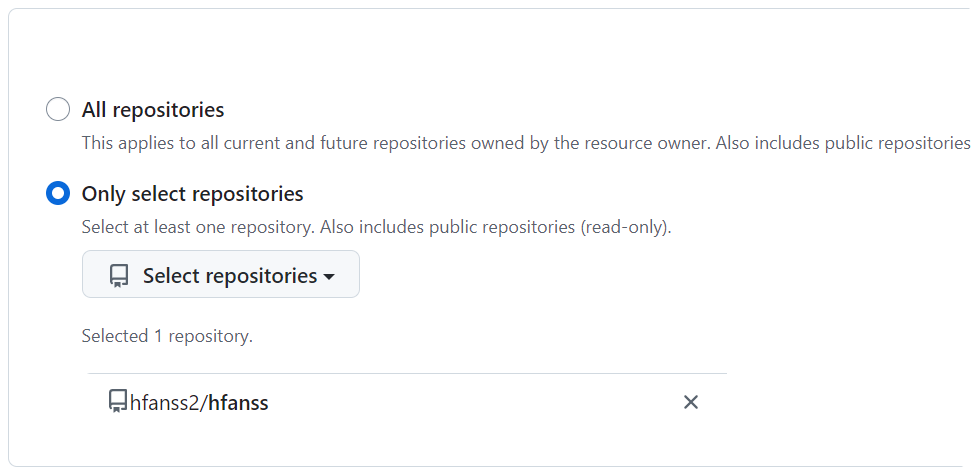 All repositories
This applies to all current and future repositories owned by the resource owner. Also includes public repositories
Only select repositories
Select at least one repository. Also includes public repositories (read-only).
Select repositories
Selected 1 repository.
hfanss2/hfanss